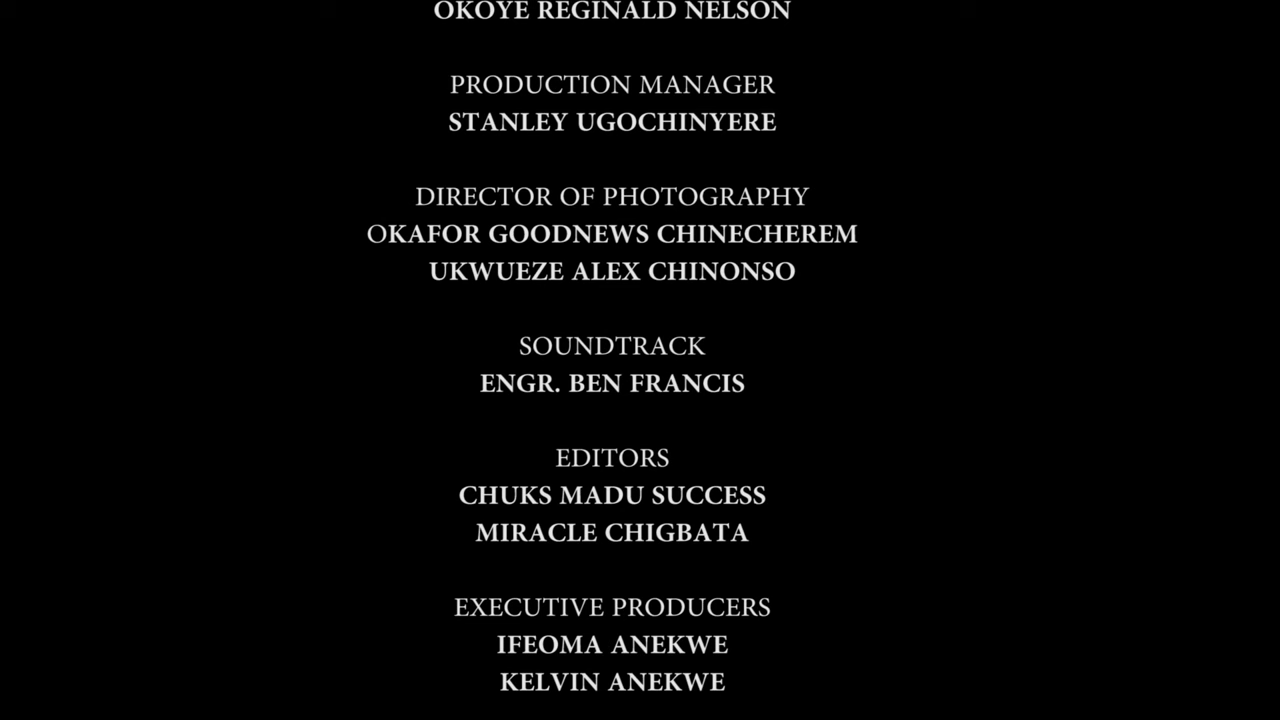 OKOYE REGINALD NELSON
PRODUCTION MANAGER
STANLEY UGOCHINYERE
DIRECTOR OF PHOTOGRAPHY
OKAFOR GOODNEWS CHINECHEREM
UKWUEZE ALEX CHINONSO
SOUNDTRACK
ENGR. BEN FRANCIS
EDITORS
CHUKS MADU SUCCESS
MIRACLE CHIGBATA
EXECUTIVE PRODUCERS
IFEOMA ANEKWE
KELVIN ANEKWE